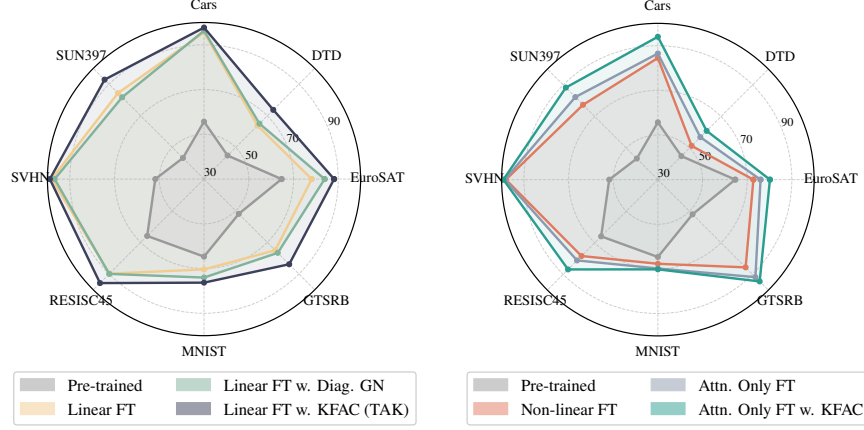 Cars
SUN397
DTD
90
70
50
30
SVHN
EuroSAT
RESISC45
GTSRB
MNIST
Pre-trained
Linear FT
Linear FT w. Diag. GN
Linear FT w. KFAC (TAK)
Cars
SUN397
DTD
90
70
50
30
SVHN
EuroSAT
RESISC45
GTSRB
MNIST
Pre-trained
Non-linear FT
Attn. Only FT
Attn. Only FT w. KFAC